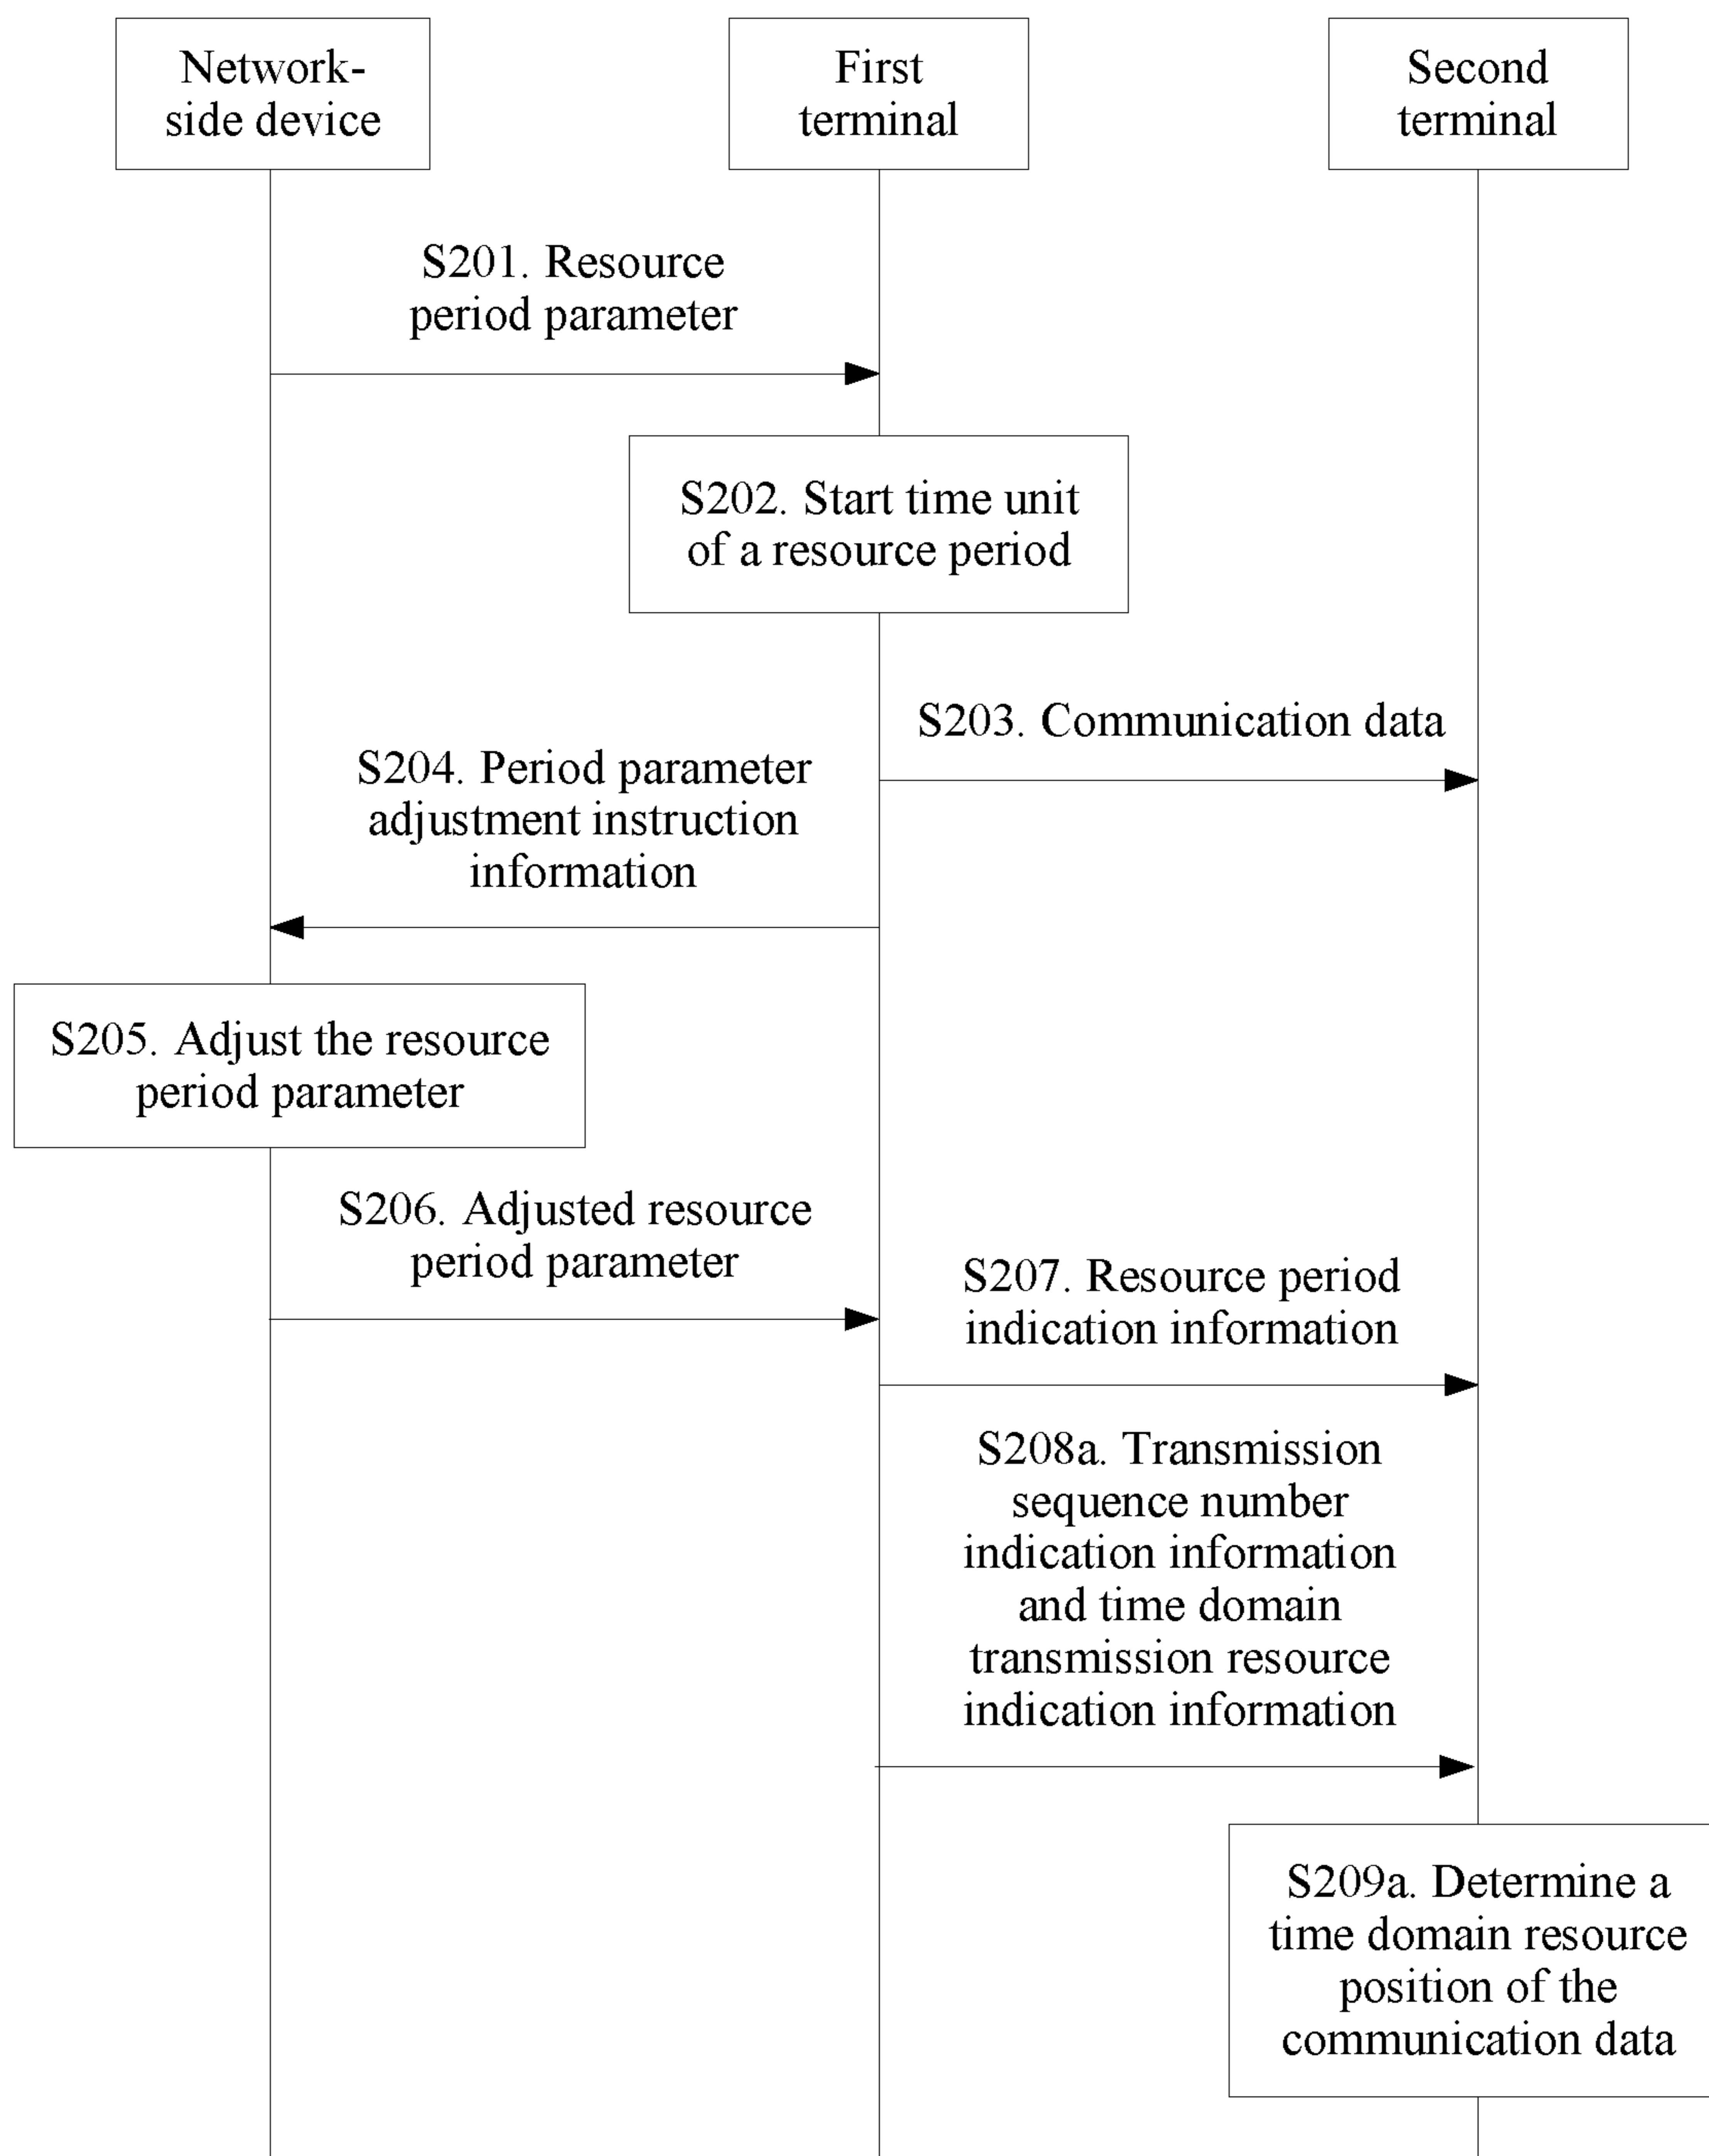 Network-
side device
First
terminal
Second
terminal
S201. Resource
period parameter
S202. Start time unit
of a resource period
S203. Communication data
S204. Period parameter
adjustment instruction
information
S205. Adjust the resource
period parameter
S206. Adjusted resource
period parameter
S207. Resource period
indication information
S208a. Transmission
sequence number
indication information
and time domain
transmission resource
indication information
S209a. Determine a
time domain resource
position of the
communication data